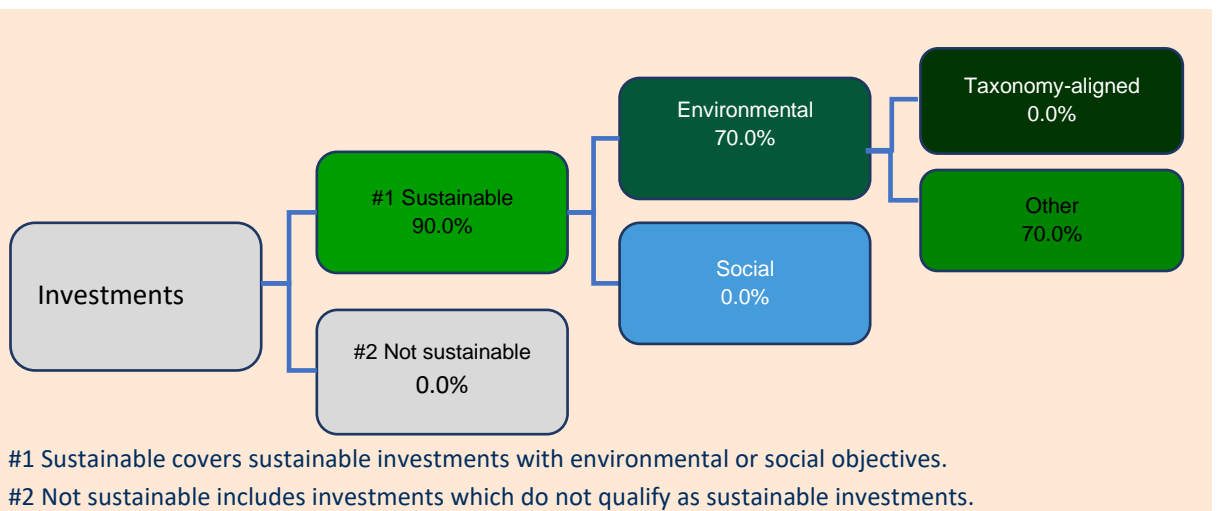 Investments
#1 Sustainable
90.0%
#2 Not sustainable
0.0%
Environmental
70.0%
Social
0.0%
Taxonomy-aligned
0.0%
Other
70.0%
#1 Sustainable covers sustainable investments with environmental or social objectives.
#2 Not sustainable includes investments which do not qualify as sustainable investments.